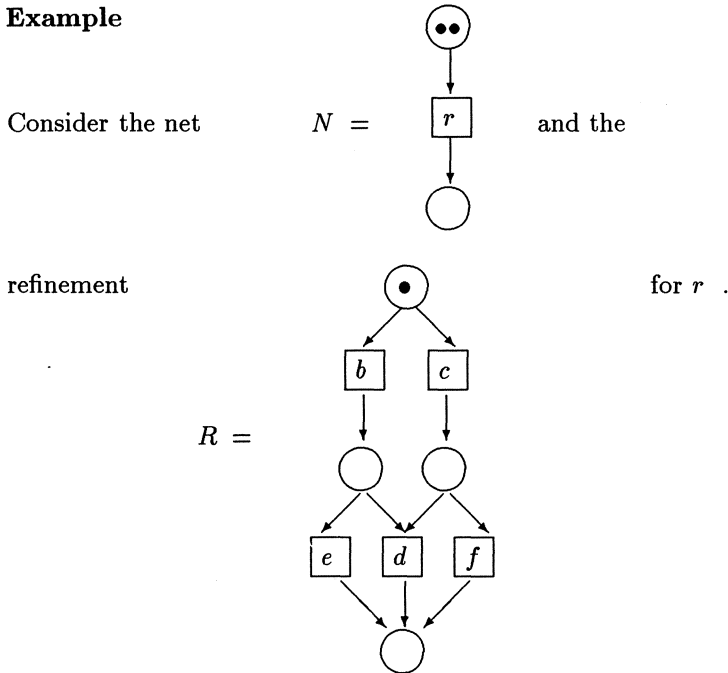 Example
Consider the net N = r and the
refinement for r .
b c
R =
e d f